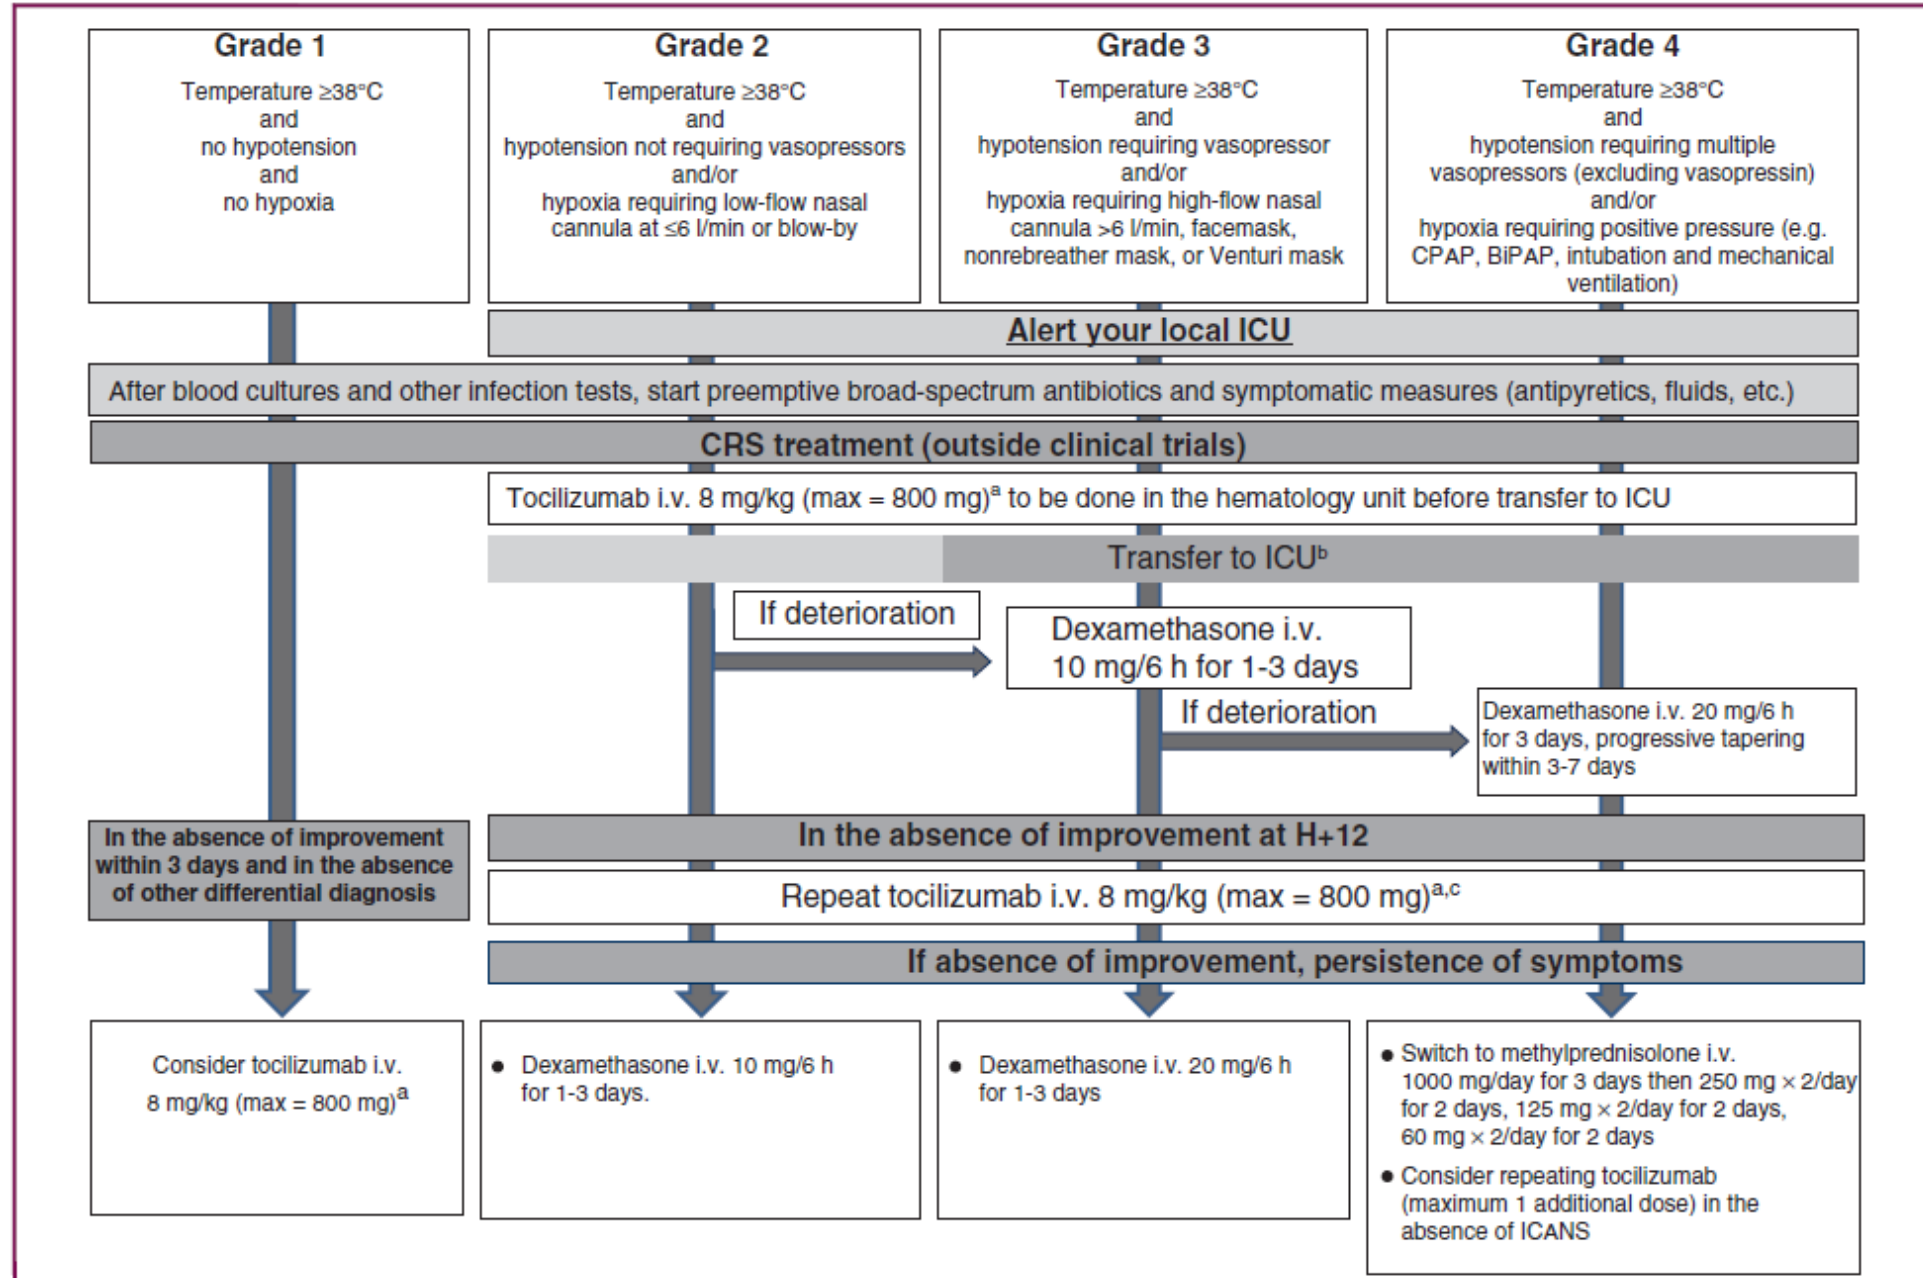 Grade 1
Temperature ≥38°C
and
no hypotension
and
no hypoxia
Grade 2
Temperature ≥38°C
and
hypotension not requiring vasopressors
and/or
hypoxia requiring low-flow nasal
cannula at ≤6 l/min or blow-by
Grade 3
Temperature ≥38°C
and
hypotension requiring vasopressor
and/or
hypoxia requiring high-flow nasal
cannula >6 l/min, facemask,
nonrebreather mask, or Venturi mask
Grade 4
Temperature ≥38°C
and
hypotension requiring multiple
vasopressors (excluding vasopressin)
and/or
hypoxia requiring positive pressure (e.g.
CPAP, BiPAP, intubation and mechanical
ventilation)
Alert your local ICU
After blood cultures and other infection tests, start preemptive broad-spectrum antibiotics and symptomatic measures (antipyretics, fluids, etc.)
CRS treatment (outside clinical trials)
Tocilizumab i.v. 8 mg/kg (max = 800 mg)a to be done in the hematology unit before transfer to ICU
Transfer to ICUb
If deterioration
Dexamethasone i.v.
10 mg/6 h for 1-3 days
If deterioration
Dexamethasone i.v. 20 mg/6 h
for 3 days, progressive tapering
within 3-7 days
In the absence of improvement
within 3 days and in the absence
of other differential diagnosis
In the absence of improvement at H+12
Repeat tocilizumab i.v. 8 mg/kg (max = 800 mg)a,c
If absence of improvement, persistence of symptoms
Consider tocilizumab i.v.
8 mg/kg (max = 800 mg)a
● Dexamethasone i.v. 10 mg/6 h
for 1-3 days.
● Dexamethasone i.v. 20 mg/6 h
for 1-3 days
● Switch to methylprednisolone i.v.
1000 mg/day for 3 days then 250 mg × 2/day
for 2 days, 125 mg × 2/day for 2 days,
60 mg × 2/day for 2 days
● Consider repeating tocilizumab
(maximum 1 additional dose) in the
absence of ICANS